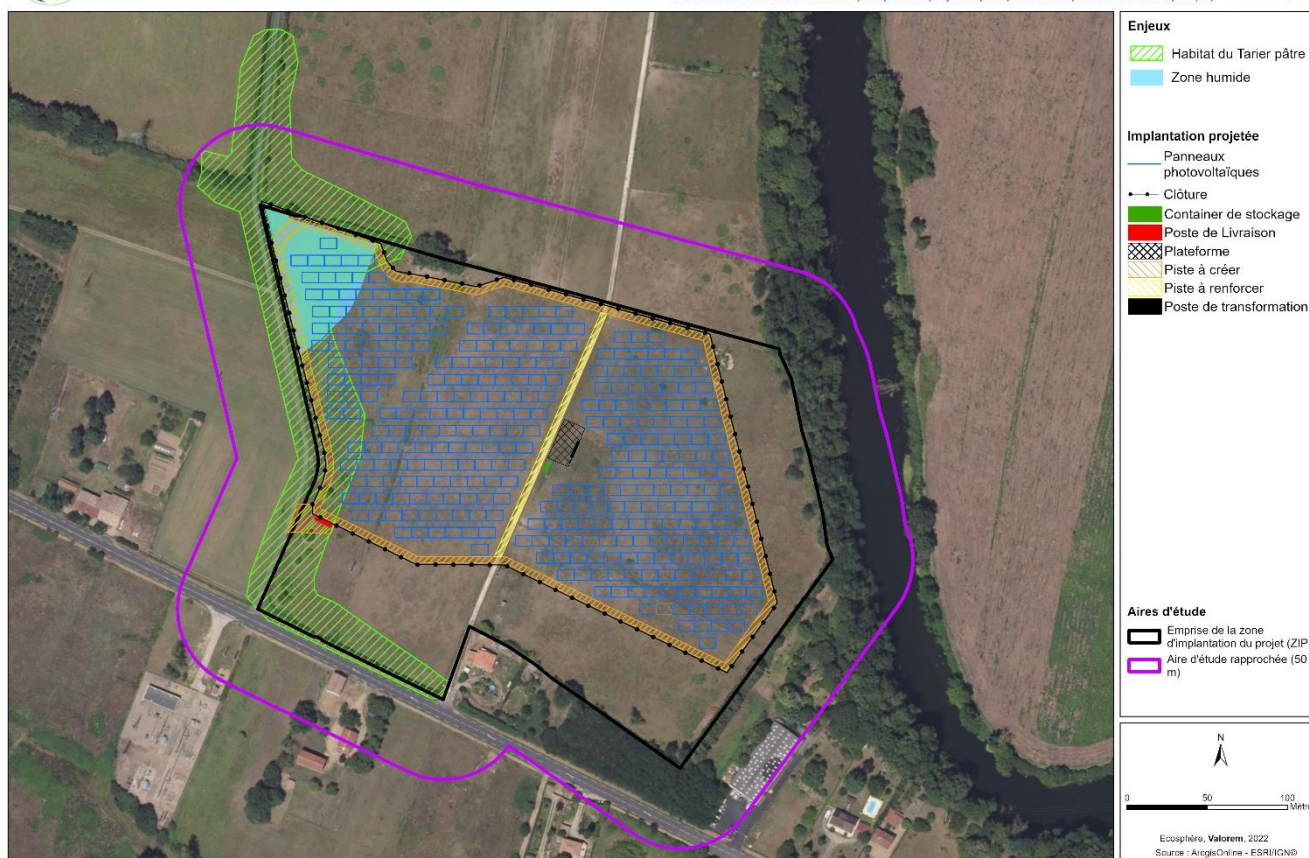 Enjeux
Habitat du Tarier pâtre
Zone humide
Implantation projetée
Panneaux
photovoltaïques
Clôture
Container de stockage
Poste de Livraison
Plateforme
Piste à créer
Piste à renforcer
Poste de transformation
Aires d'étude
Emprise de la zone
d'implantation du projet (ZIP
Aire d'étude rapprochée (50
m)
N
0 50 100
Mètr
Ecosphère, Valorem, 2022
Source : ArcgisOnline - ESRI/IGN©